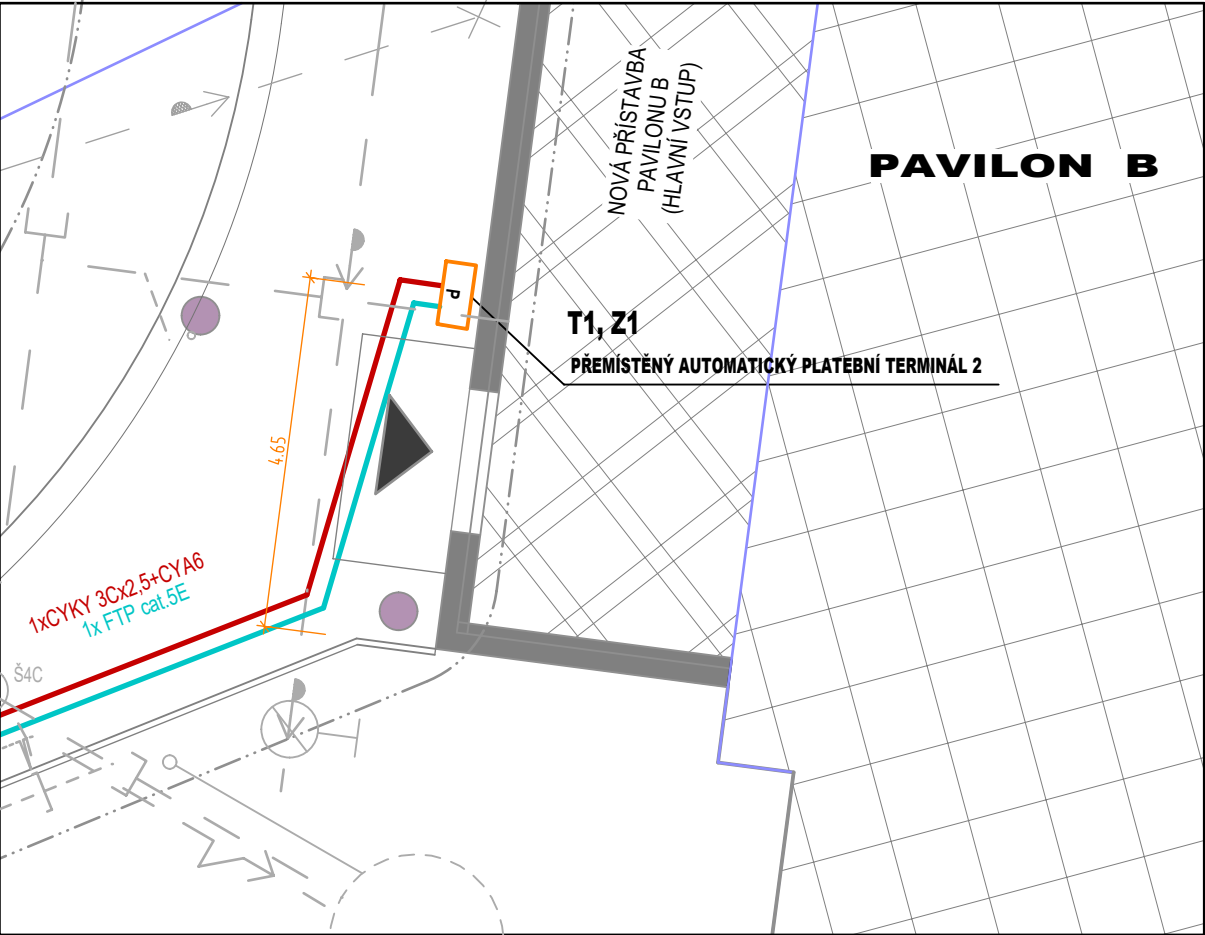 NOVÁ PŘÍSTAVBA
PAVILONU B
(HLAVNÍ VSTUP)
PAVILON B
P
T1, Z1
PŘEMÍSTĚNÝ AUTOMATICKÝ PLATEBNÍ TERMINÁL 2
4.65
1xCYKY 3Cx2,5+CYA6
1x FTP cat.5E
Š4C